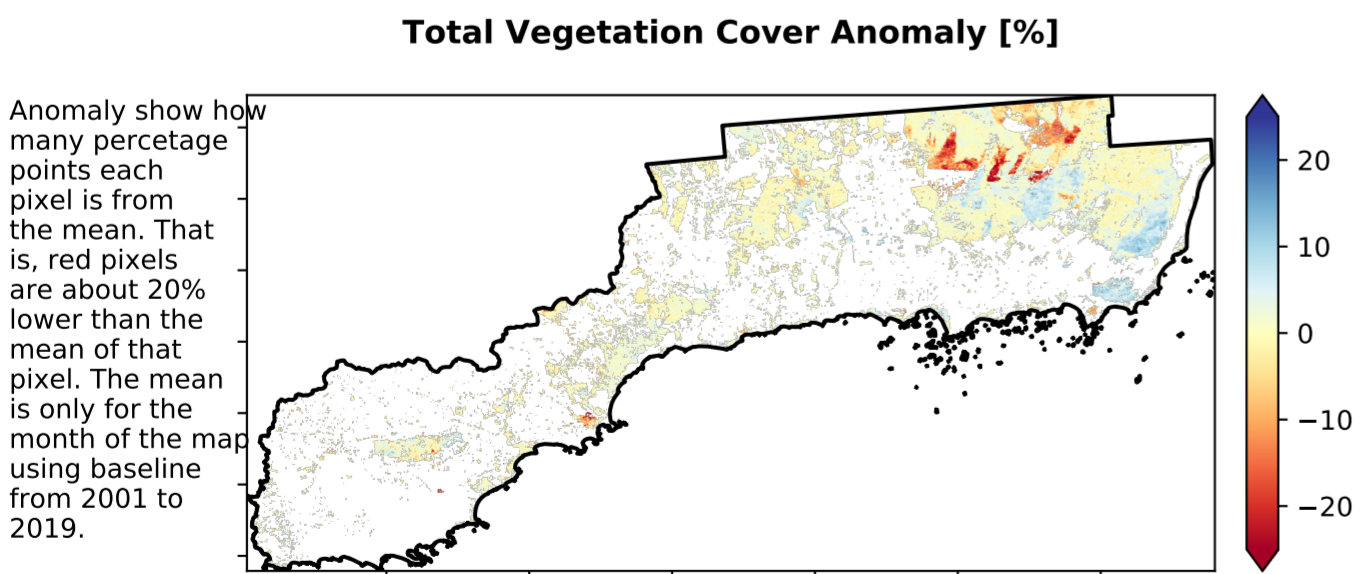 Total Vegetation Cover Anomaly [%]
Anomaly show how
many percetage
points each
pixel is from
the mean. That
is, red pixels
are about 20%
lower than the
mean of that
pixel. The mean
is only for the
month of the map
using baseline
from 2001 to
2019.
20
10
0
−10
−20